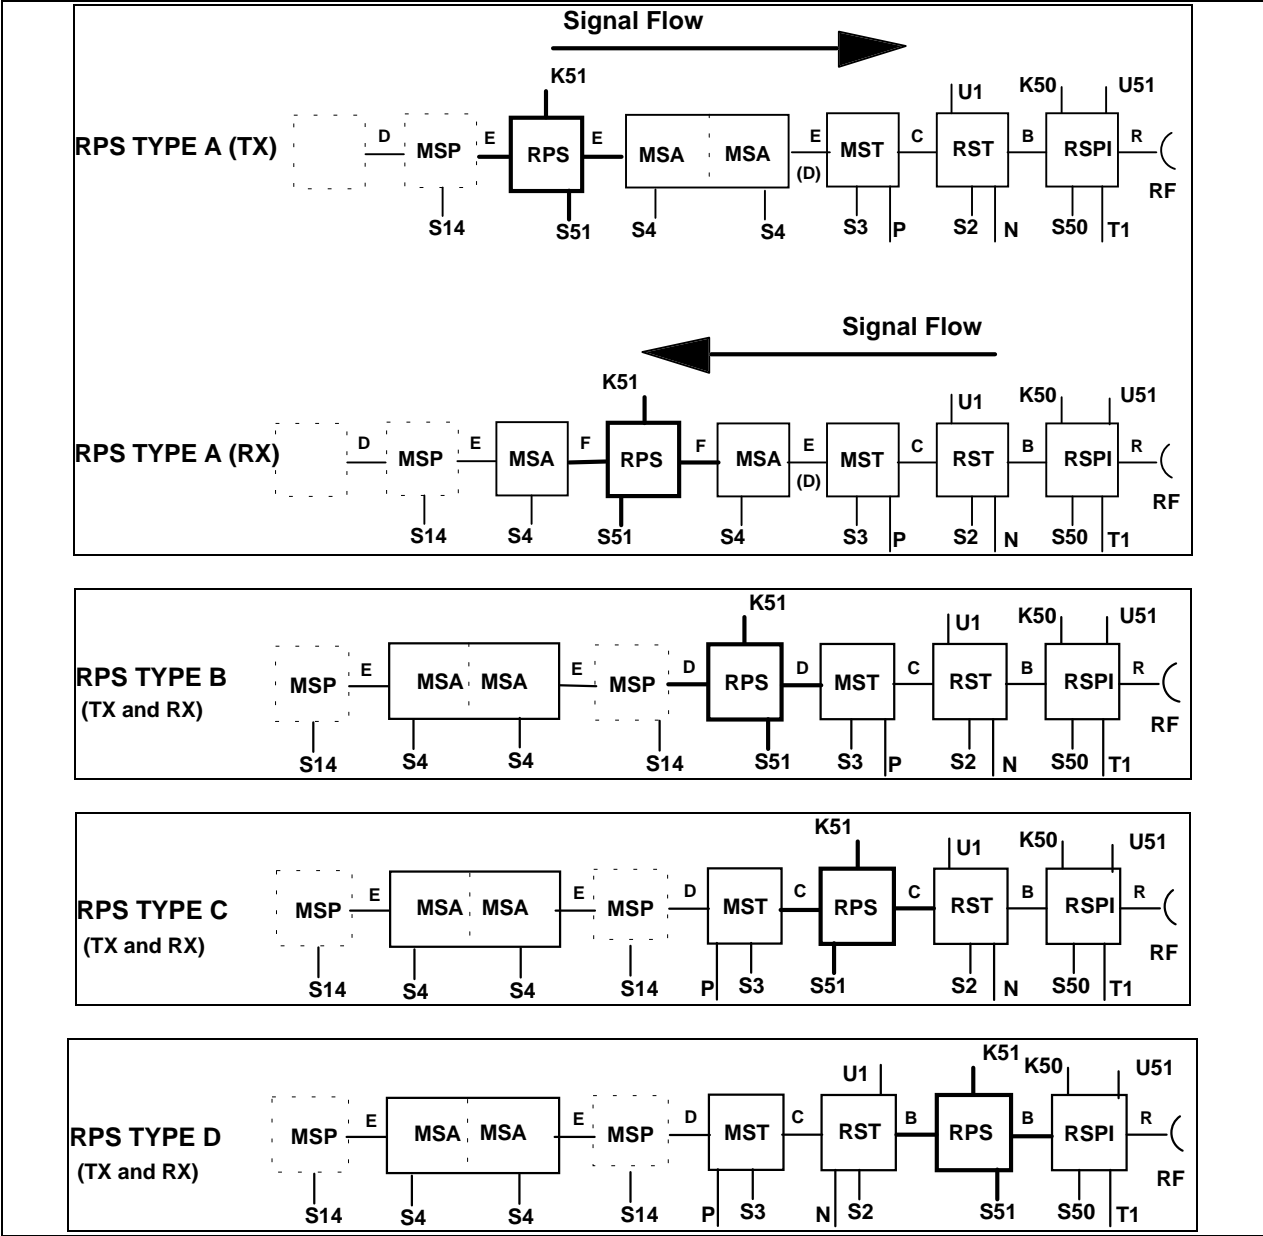 Signal Flow
K51 U1 K50 U51
RPS TYPE A (TX) D MSP E RPS E MSA MSA E (D) MST C RST B RSPI R RF
S14 S51 S4 S4 S3 P S2 N S50 T1
Signal Flow
K51 U1 K50 U51
RPS TYPE A (RX) D MSP E MSA F RPS F MSA E (D) MST C RST B RSPI R RF
S14 S4 S51 S4 S3 P S2 N S50 T1
K51 U1 K50 U51
RPS TYPE B MSP E MSA MSA E MSP D RPS D MST C RST B RSPI R
(TX and RX) RF
S14 S4 S4 S14 S51 S3 P S2 N S50 T1
K51 U1 K50 U51
RPS TYPE C MSP E MSA MSA E MSP D MST C RPS C RST B RSPI R
(TX and RX) RF
S14 S4 S4 S14 P S3 S51 S2 N S50 T1
U1 K51 K50 U51
RPS TYPE D MSP E MSA MSA E MSP D MST C RST B RPS B RSPI R
(TX and RX) RF
S14 S4 S4 S14 P S3 N S2 S51 S50 T1